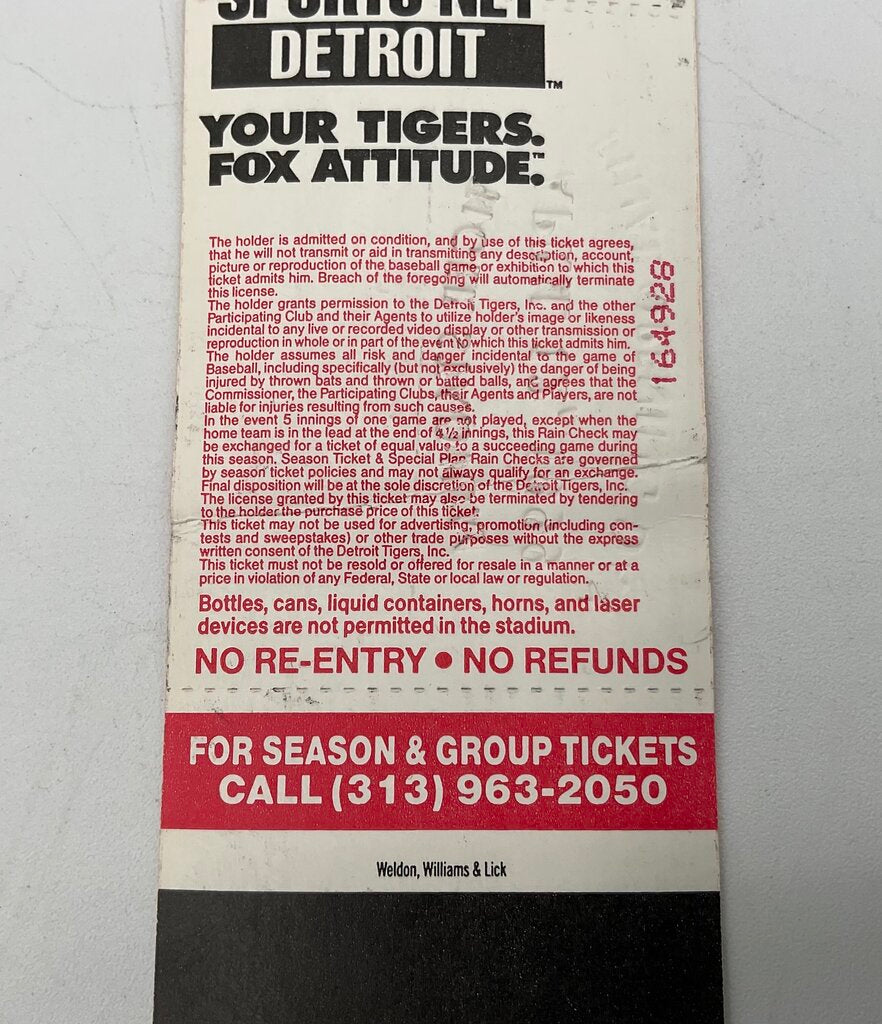 SPORTS NET
DETROIT™
YOUR TIGERS.
FOX ATTITUDE.™
The holder is admitted on condition, and by use of this ticket agrees,
that he will not transmit or aid in transmitting any description, account,
picture or reproduction of the baseball game or exhibition to which this
ticket admits him. Breach of the foregoing will automatically terminate
this license.
The holder grants permission to the Detroit Tigers, Inc. and the other
Participating Club and their Agents to utilize holder's image or likeness
incidental to any live or recorded video display or other transmission or
reproduction in whole or in part of the event to which this ticket admits him.
The holder assumes all risk and danger incidental to the game of
Baseball, including specifically (but not exclusively) the danger of being
injured by thrown bats and thrown or batted balls, and agrees that the
Commissioner, the Participating Clubs, their Agents and Players, are not
liable for injuries resulting from such causes.
In the event 5 innings of one game are not played, except when the
home team is in the lead at the end of 4½ innings, this Rain Check may
be exchanged for a ticket of equal value to a succeeding game during
this season. Season Ticket & Special Plan Rain Checks are governed
by season ticket policies and may not always qualify for an exchange.
Final disposition will be at the sole discretion of the Detroit Tigers, Inc.
The license granted by this ticket may also be terminated by tendering
to the holder the purchase price of this ticket.
This ticket may not be used for advertising, promotion (including con-
tests and sweepstakes) or other trade purposes without the express
written consent of the Detroit Tigers, Inc.
This ticket must not be resold or offered for resale in a manner or at a
price in violation of any Federal, State or local law or regulation.
164928
Bottles, cans, liquid containers, horns, and laser
devices are not permitted in the stadium.
NO RE-ENTRY • NO REFUNDS
FOR SEASON & GROUP TICKETS
CALL (313) 963-2050
Weldon, Williams & Lick